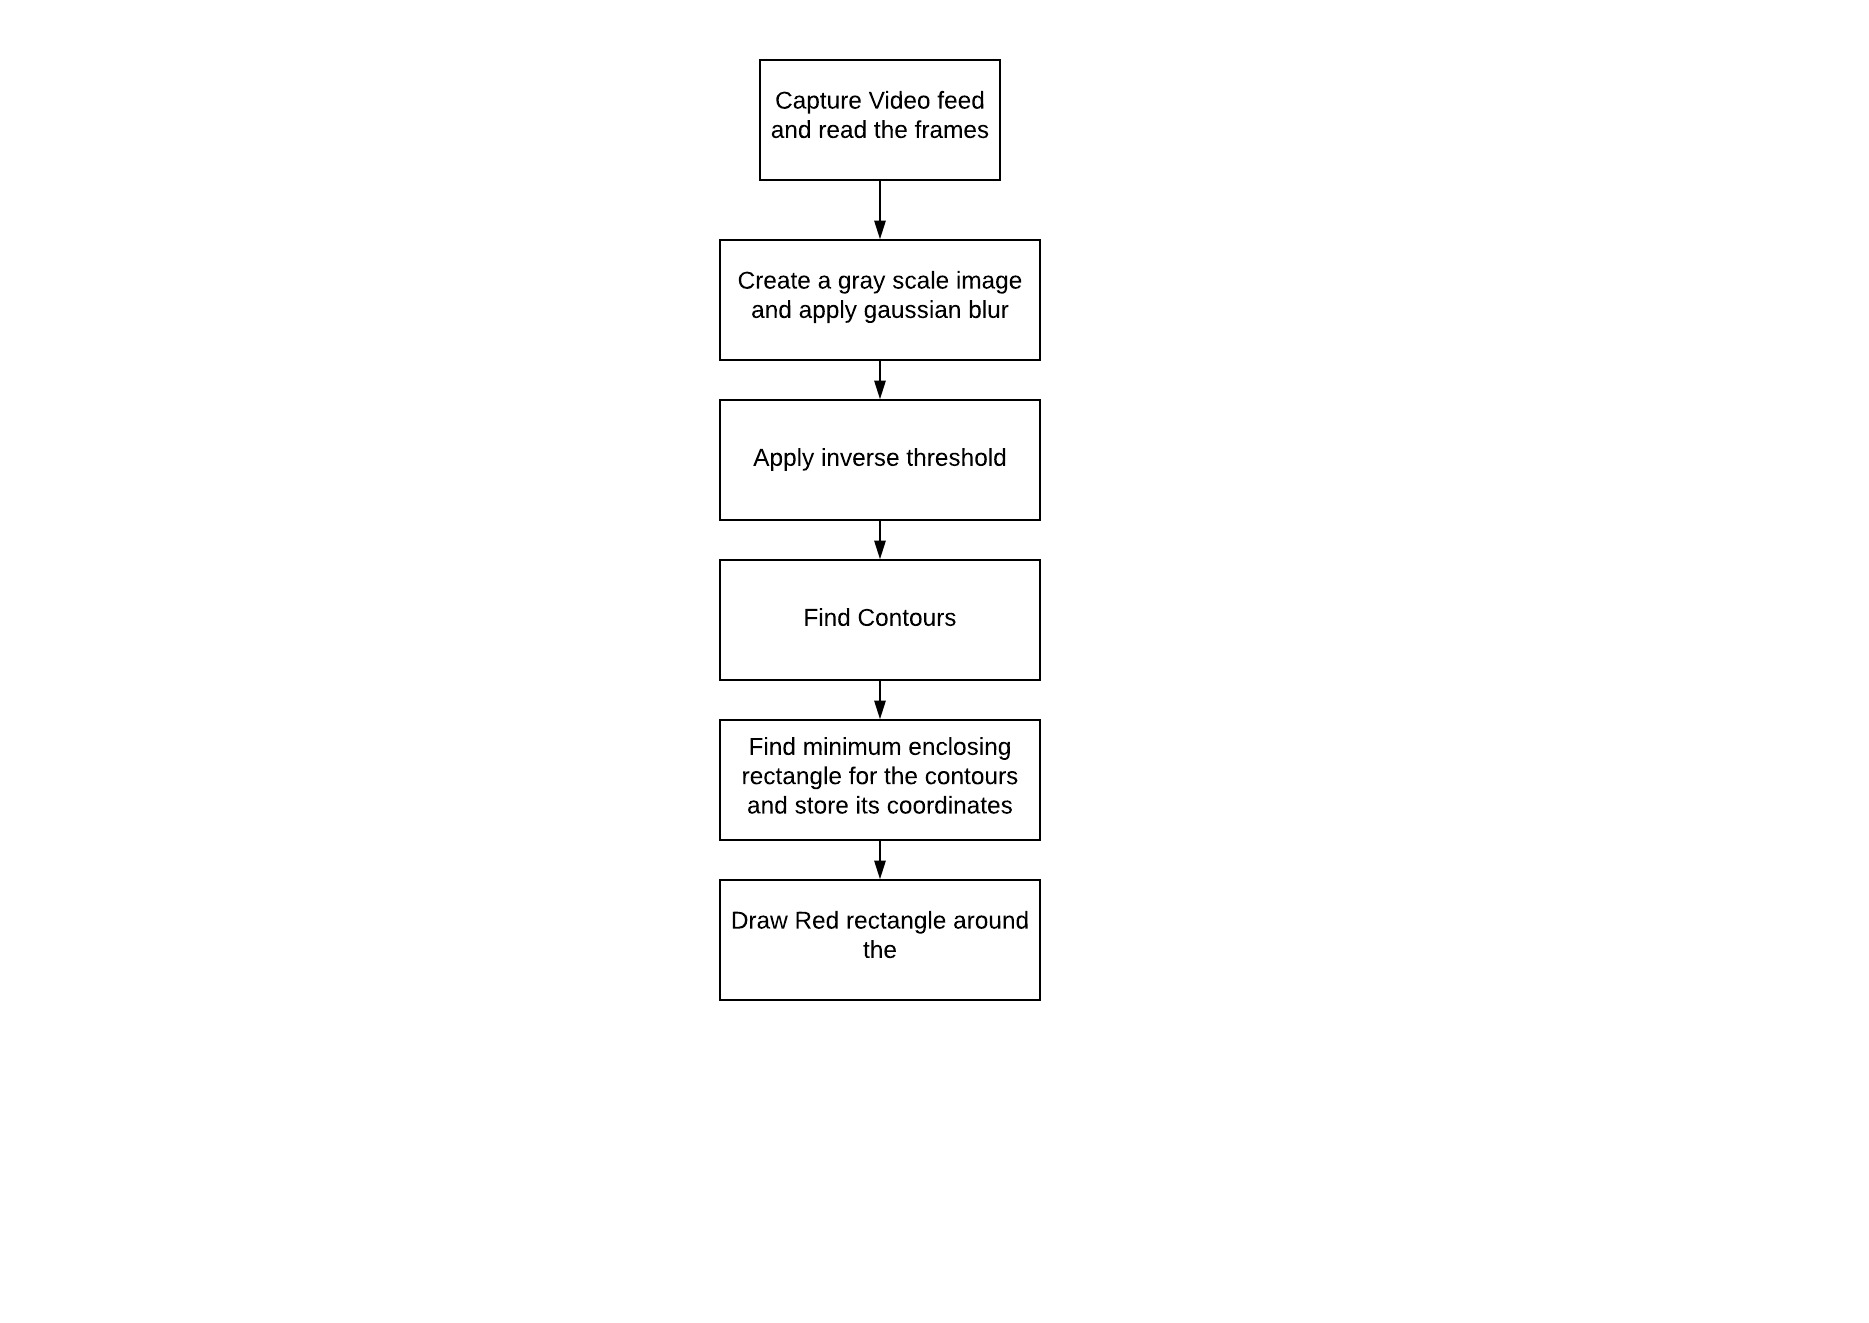 Capture Video feed
and read the frames
Create a gray scale image
and apply gaussian blur
Apply inverse threshold
Find Contours
Find minimum enclosing
rectangle for the contours
and store its coordinates
Draw Red rectangle around
the